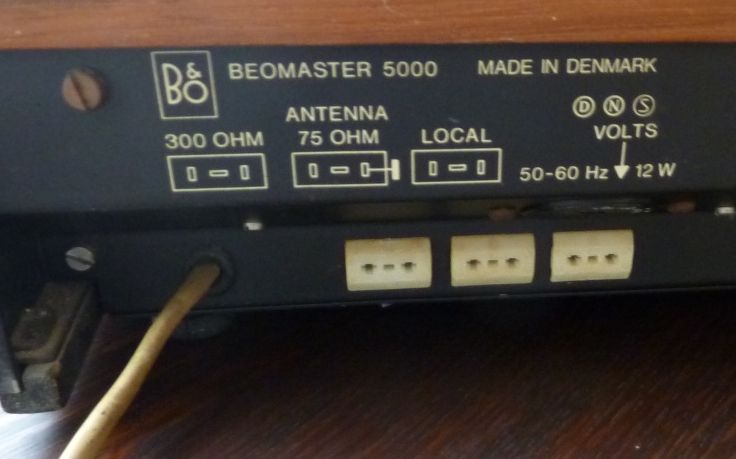 B&O BEOMASTER 5000 MADE IN DENMARK
D N S
ANTENNA
300 OHM 75 OHM LOCAL
VOLTS
50-60 Hz 12 W